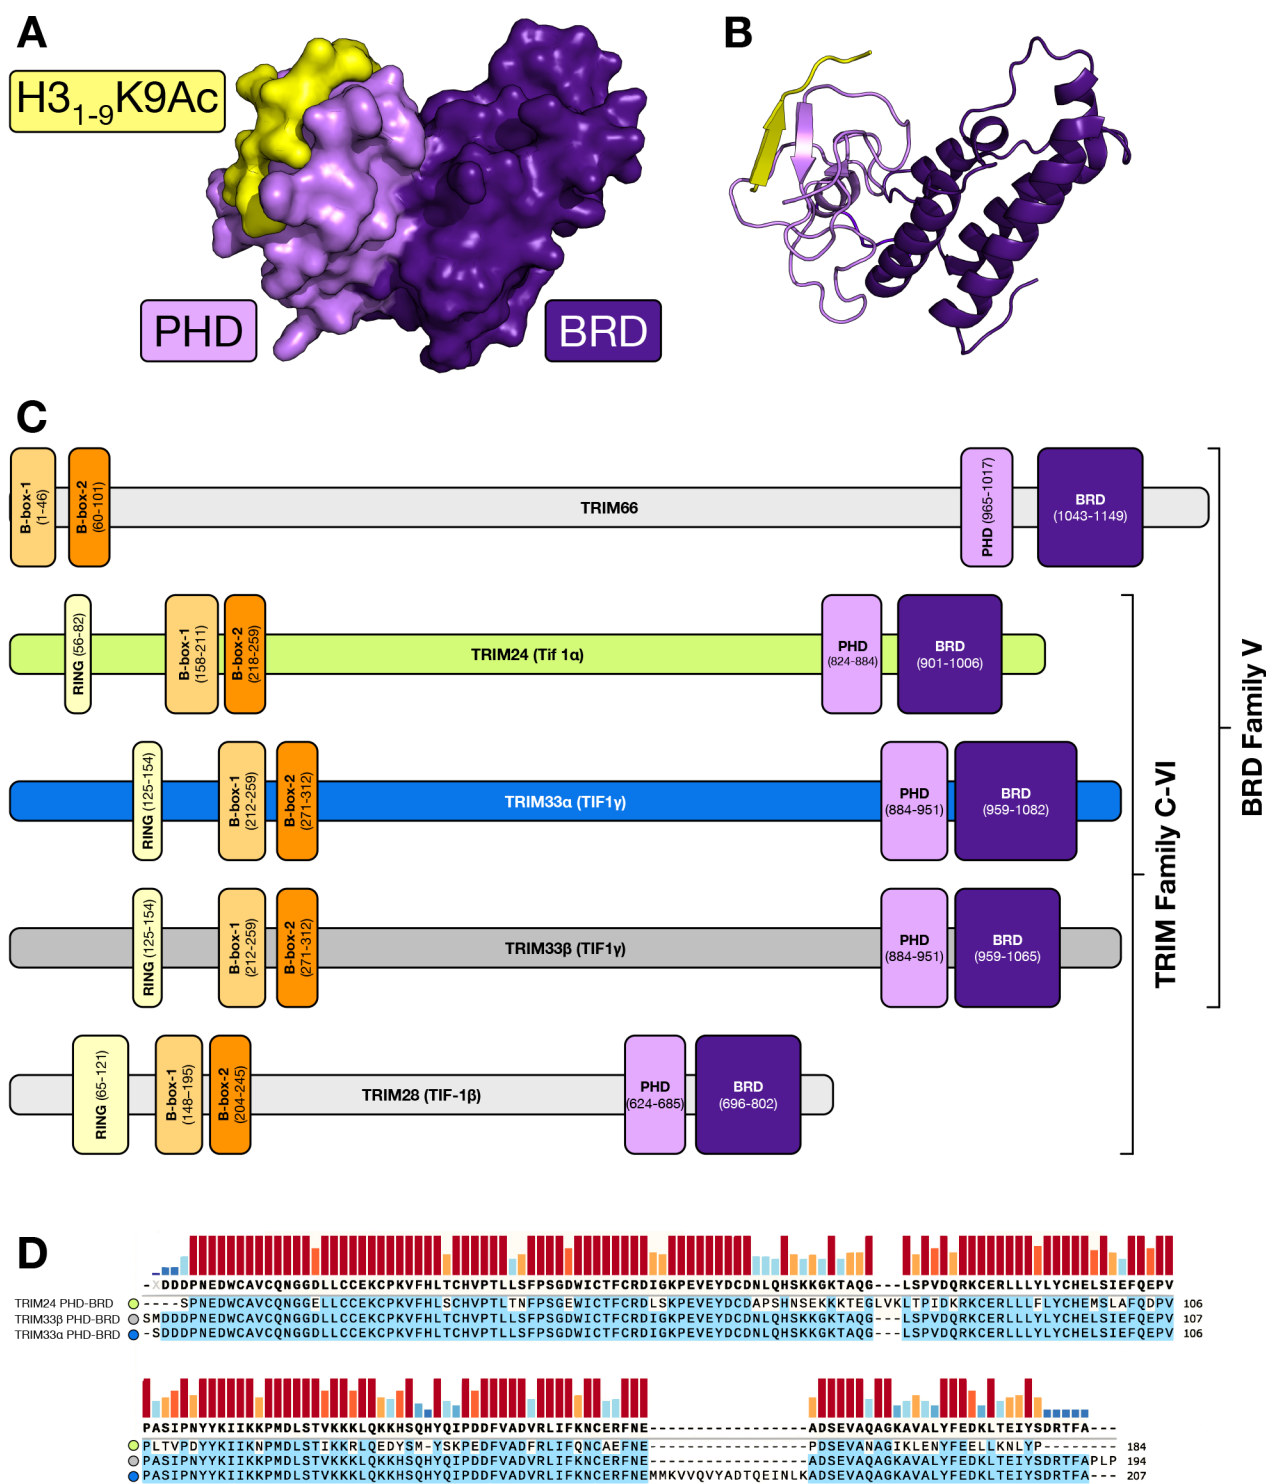 A
B
H31-9K9Ac
PHD
BRD
C
B-box-1
(1-46)
B-box-2
(60-101)
TRIM66
PHD (965-1017)
BRD
(1043-1149)
RING (56-82)
B-box-1
(158-211)
B-box-2
(218-259)
TRIM24 (Tif 1α)
PHD
(824-884)
BRD
(901-1006)
RING (125-154)
B-box-1
(212-259)
B-box-2
(271-312)
TRIM33α (TIF1γ)
PHD
(884-951)
BRD
(959-1082)
RING (125-154)
B-box-1
(212-259)
B-box-2
(271-312)
TRIM33β (TIF1γ)
PHD
(884-951)
BRD
(959-1065)
RING (65-121)
B-box-1
(148-195)
B-box-2
(204-245)
TRIM28 (TIF-1β)
PHD
(624-685)
BRD
(696-802)
TRIM Family C-VI
BRD Family V
D
-XDDDPNEDWCAVCQNGGDLLCCEKCPKVFHLTCHVPTLLSFPSGDWICTFCRDIGKPEVEYDCDNLQHSKKGKTAQG---LSPVDQRKCERLLLYLYCHELSIEFQEPV
TRIM24 PHD-BRD ----SPNEDWCAVCQNGGELLCCEKCPKVFHLSCHVPTLTNFPSGEWICTFCRDLSKPEVEYDCDAPSHNSEKKKTEGLVKLTPIDKRKCERLLLFLYCHEMSLAFQDPV 106
TRIM33β PHD-BRD SMDDDPNEDWCAVCQNGGDLLCCEKCPKVFHLTCHVPTLLSFPSGDWICTFCRDIGKPEVEYDCDNLQHSKKGKTAQG---LSPVDQRKCERLLLYLYCHELSIEFQEPV 107
TRIM33α PHD-BRD -SDDDPNEDWCAVCQNGGDLLCCEKCPKVFHLTCHVPTLLSFPSGDWICTFCRDIGKPEVEYDCDNLQHSKKGKTAQG---LSPVDQRKCERLLLYLYCHELSIEFQEPV 106
PASIPNYYKIIKKPMDLSTVKKKLQKKHSQHYQIPDDFVADVRLIFKNCERFNE-----------------ADSEVAQAGKAVALYFEDKLTEIYSDRTFA---
PLTVPDYYKIIKNPMDLSTIKKRLQEDYSM-YSKPEDFVADFRLIFQNCAEFNE-----------------PDSEVANAGIKLENYFEELLKNLYP-------- 184
PASIPNYYKIIKKPMDLSTVKKKLQKKHSQHYQIPDDFVADVRLIFKNCERFNE-----------------ADSEVAQAGKAVALYFEDKLTEIYSDRTFAPLP 194
PASIPNYYKIIKKPMDLSTVKKKLQKKHSQHYQIPDDFVADVRLIFKNCERFNEMMKVVQVYADTQEINLKADSEVAQAGKAVALYFEDKLTEIYSDRTFA--- 207